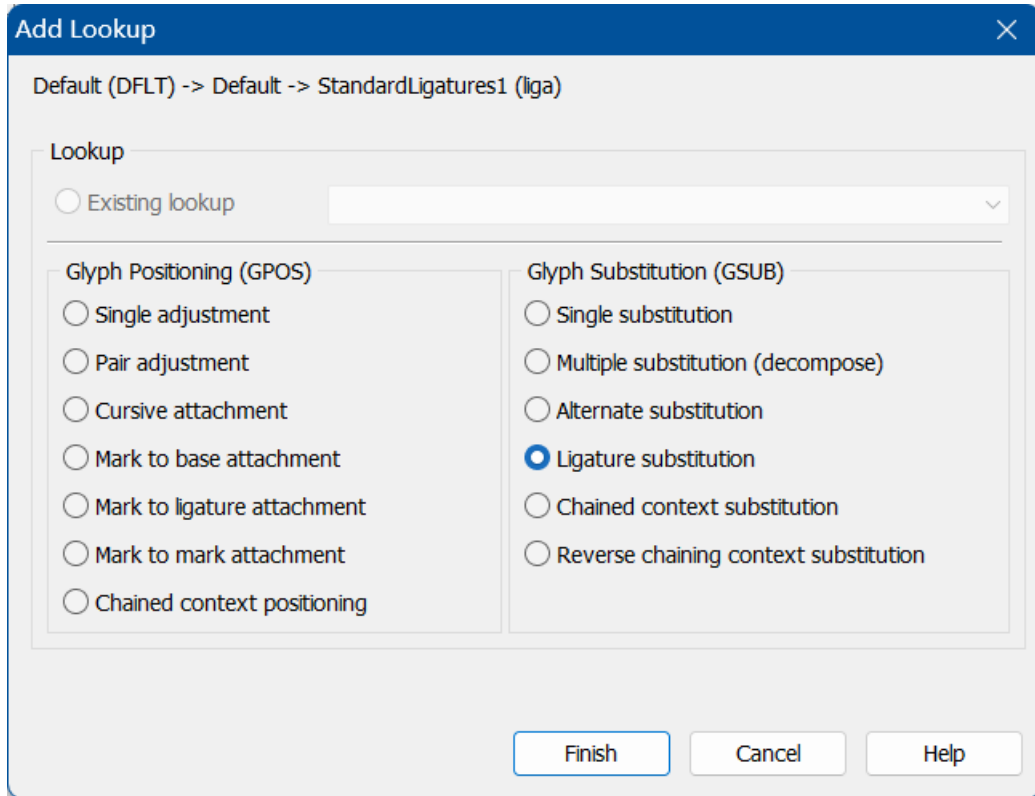 Add Lookup
Default (DFLT) -> Default -> StandardLigatures1 (liga)
Lookup
Existing lookup
Glyph Positioning (GPOS)
Single adjustment
Pair adjustment
Cursive attachment
Mark to base attachment
Mark to ligature attachment
Mark to mark attachment
Chained context positioning
Glyph Substitution (GSUB)
Single substitution
Multiple substitution (decompose)
Alternate substitution
Ligature substitution
Chained context substitution
Reverse chaining context substitution
Finish
Cancel
Help